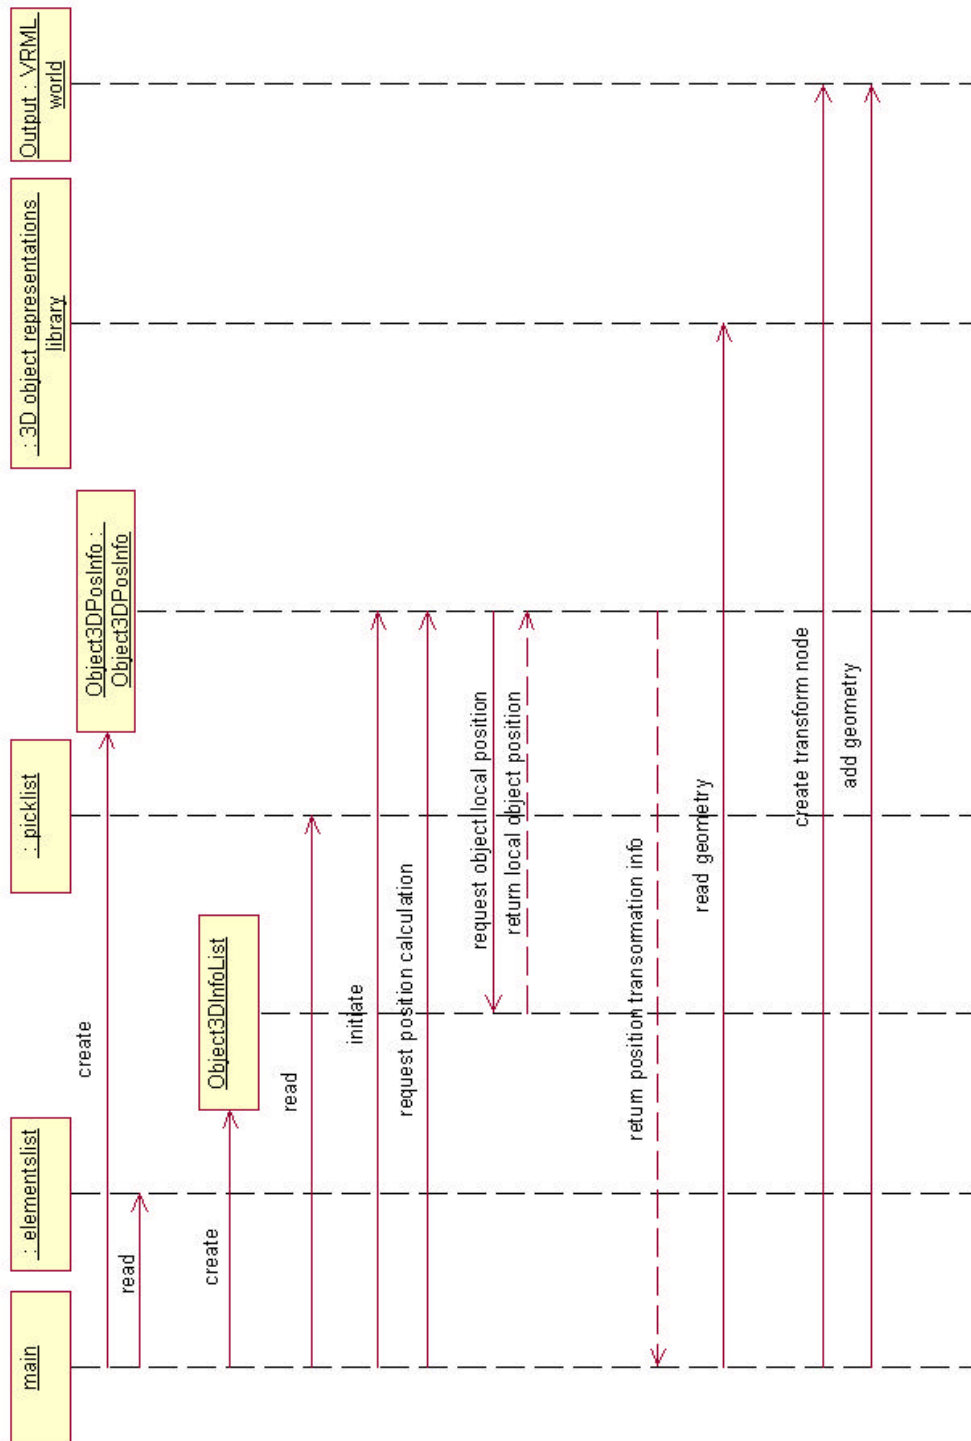 main
: elementslist
Object3DInfoList
: picklist
Object3DPosInfo :
Object3DPosInfo
: 3D object representations
library
Output : VRML
world
create
read
create
read
initiate
request position calculation
request object local position
return local object position
return position transormation info
read geometry
create transform node
add geometry